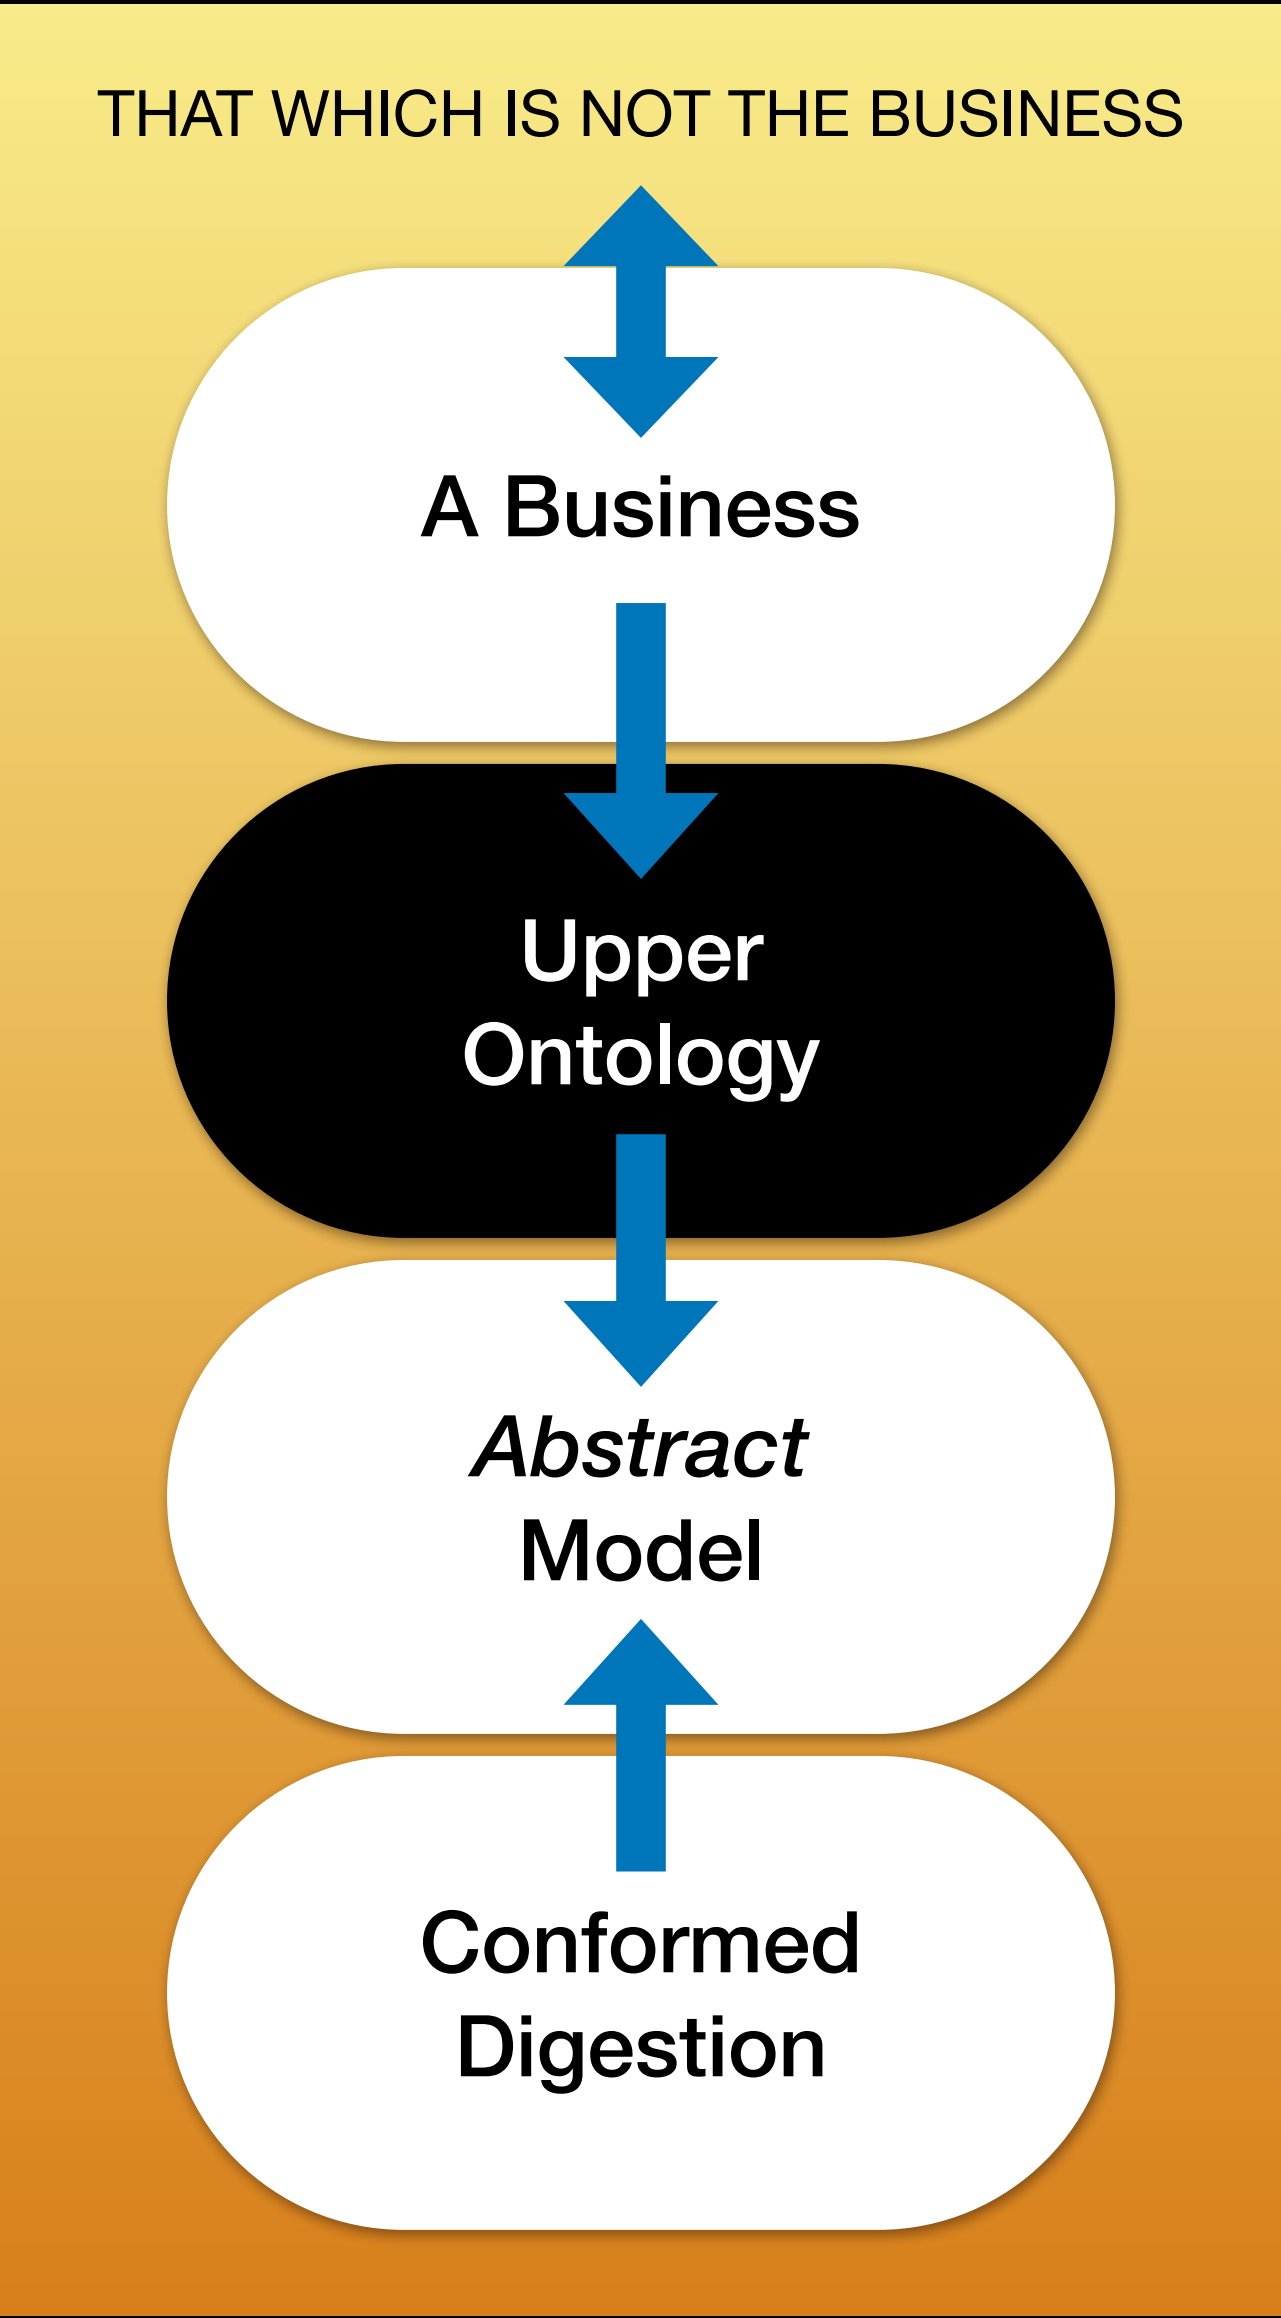 THAT WHICH IS NOT THE BUSINESS
A Business
Upper
Ontology
Abstract
Model
Conformed
Digestion